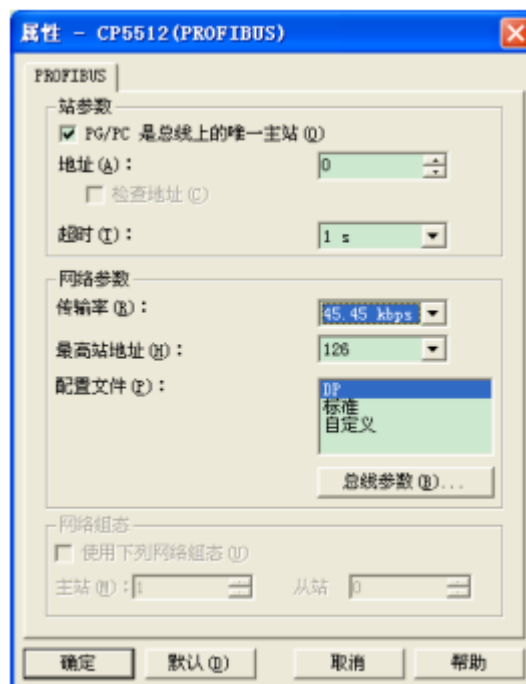 属性 - CP5512(PROFIBUS)
PROFIBUS
站参数
PG/PC 是总线上的唯一主站(O)
地址(A): 0
检查地址(C)
超时(T): 1 s
网络参数
传输率(R): 45.45 kbps
最高站地址(H): 126
配置文件(P): DP
标准
自定义
总线参数(B)...
网络组态
使用下列网络组态(U)
主站(M): 1 从站 0
确定 默认(D) 取消 帮助